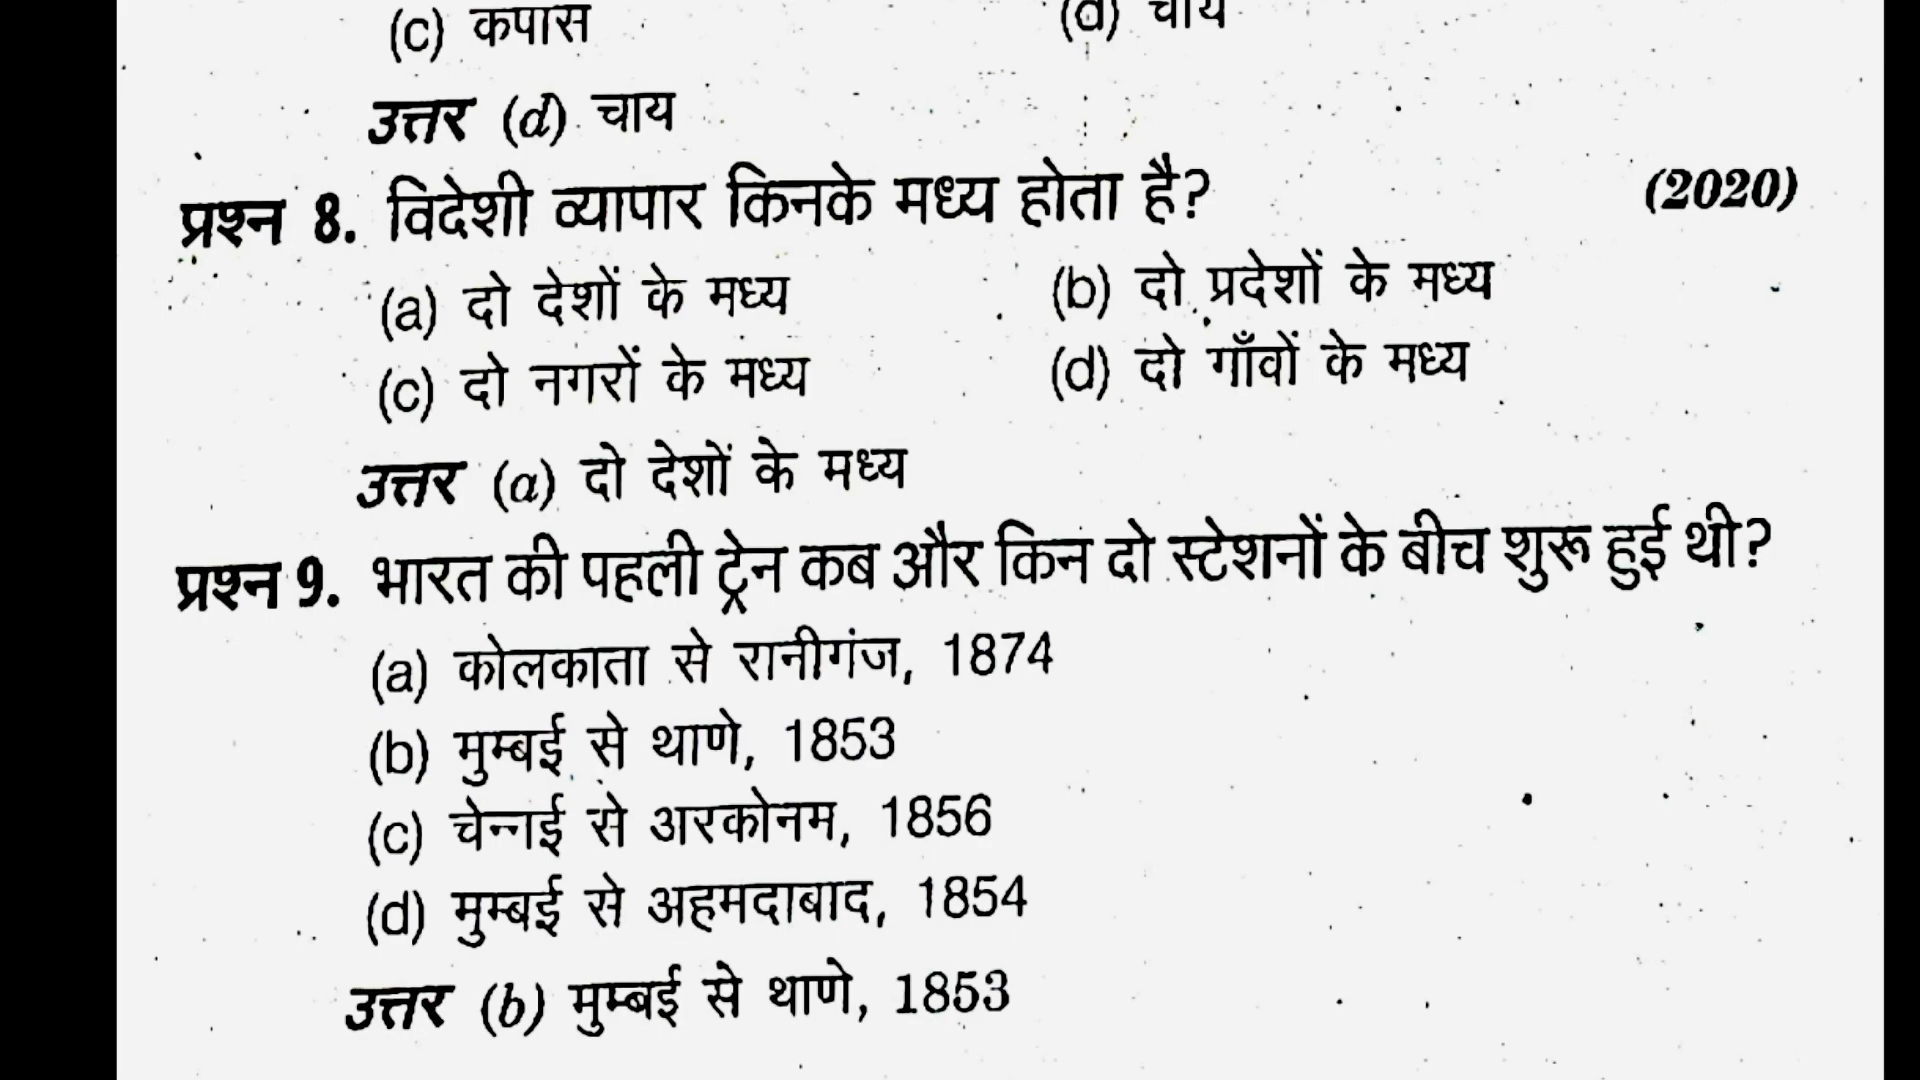 (c) कपास (d) चाय
उत्तर (d) चाय
प्रश्न 8. विदेशी व्यापार किनके मध्य होता है? (2020)
(a) दो देशों के मध्य (b) दो प्रदेशों के मध्य
(c) दो नगरों के मध्य (d) दो गाँवों के मध्य
उत्तर (a) दो देशों के मध्य
प्रश्न 9. भारत की पहली ट्रेन कब और किन दो स्टेशनों के बीच शुरू हुई थी?
(a) कोलकाता से रानीगंज, 1874
(b) मुम्बई से थाणे, 1853
(c) चेन्नई से अरकोनम, 1856
(d) मुम्बई से अहमदाबाद, 1854
उत्तर (b) मुम्बई से थाणे, 1853